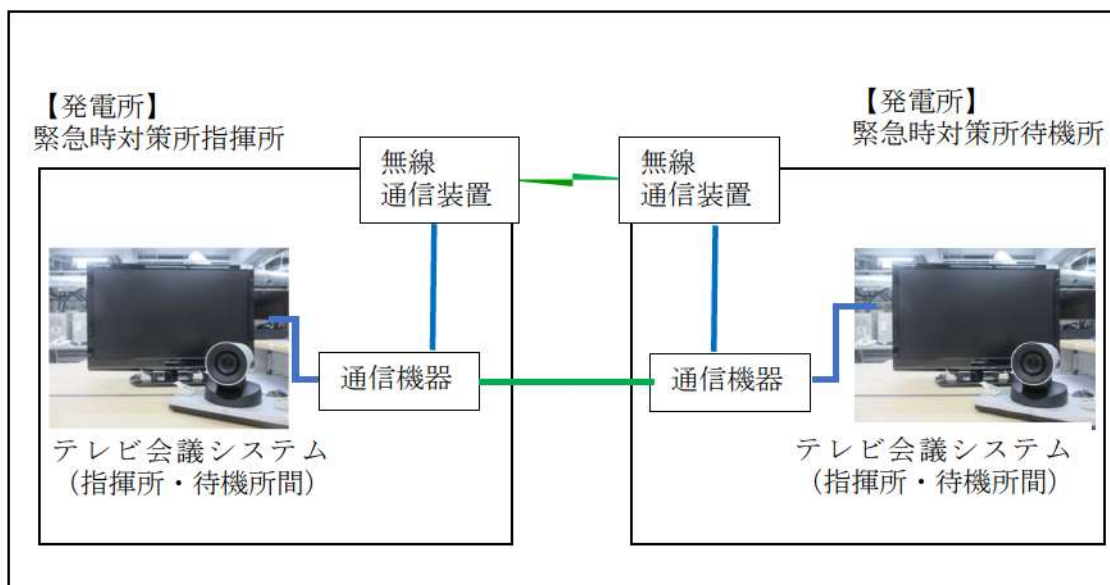 【発電所】
緊急時対策所指揮所
【発電所】
緊急時対策所待機所
無線
通信装置
無線
通信装置
通信機器
通信機器
テレビ会議システム
（指揮所・待機所間）
テレビ会議システム
（指揮所・待機所間）